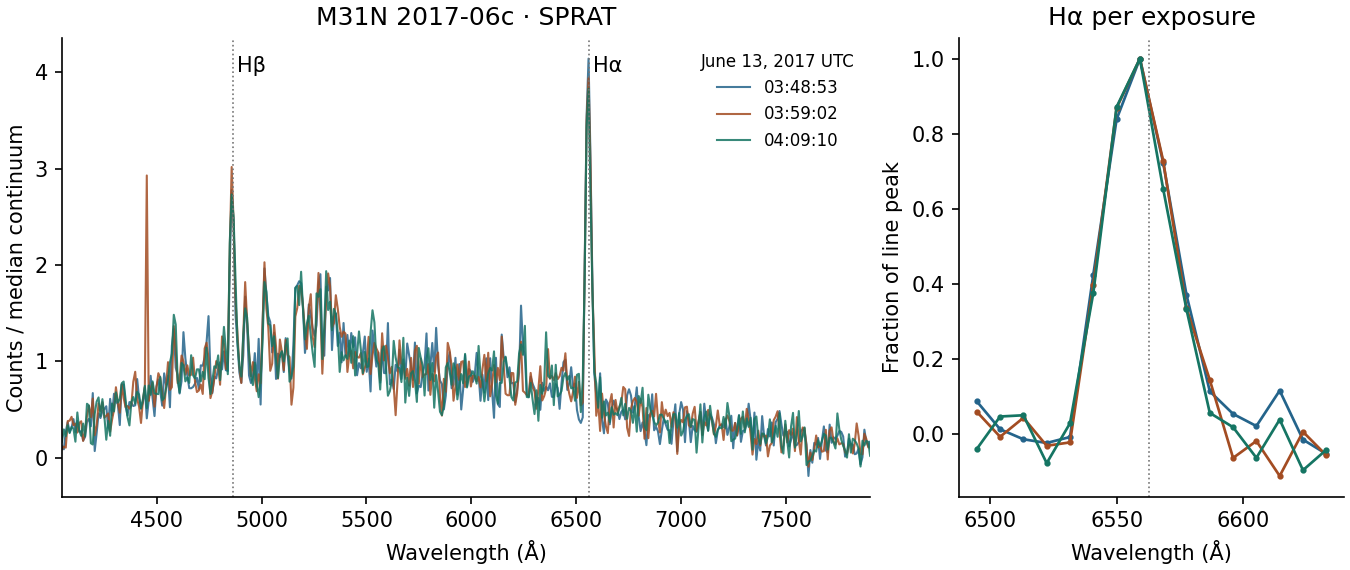 M31N 2017-06c · SPRAT
Counts / median continuum
4
3
2
1
0
Hβ
Hα
June 13, 2017 UTC
03:48:53
03:59:02
04:09:10
4500 5000 5500 6000 6500 7000 7500
Wavelength (Å)
Hα per exposure
Fraction of line peak
1.0
0.8
0.6
0.4
0.2
0.0
6500 6550 6600
Wavelength (Å)